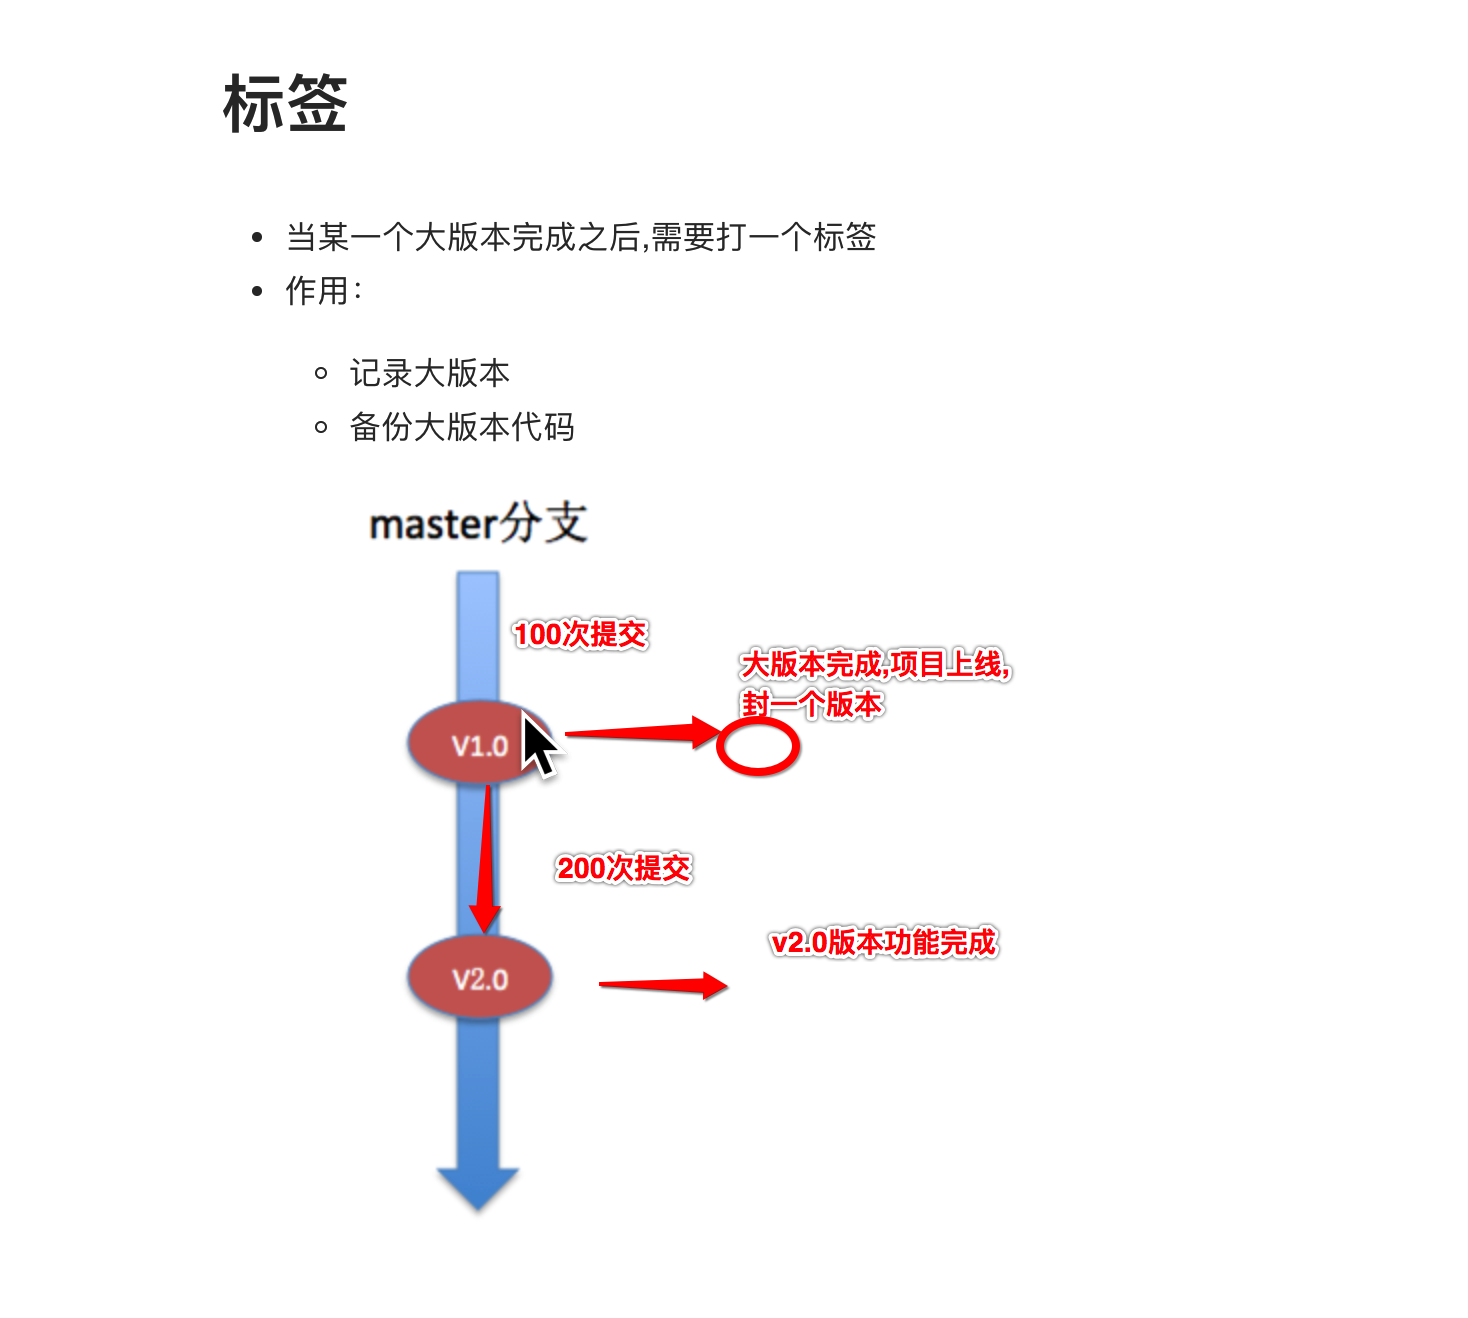 标签
当某一个大版本完成之后,需要打一个标签
作用：
记录大版本
备份大版本代码
master分支
100次提交
大版本完成,项目上线,
封一个版本
V1.0
200次提交
v2.0版本功能完成
V2.0